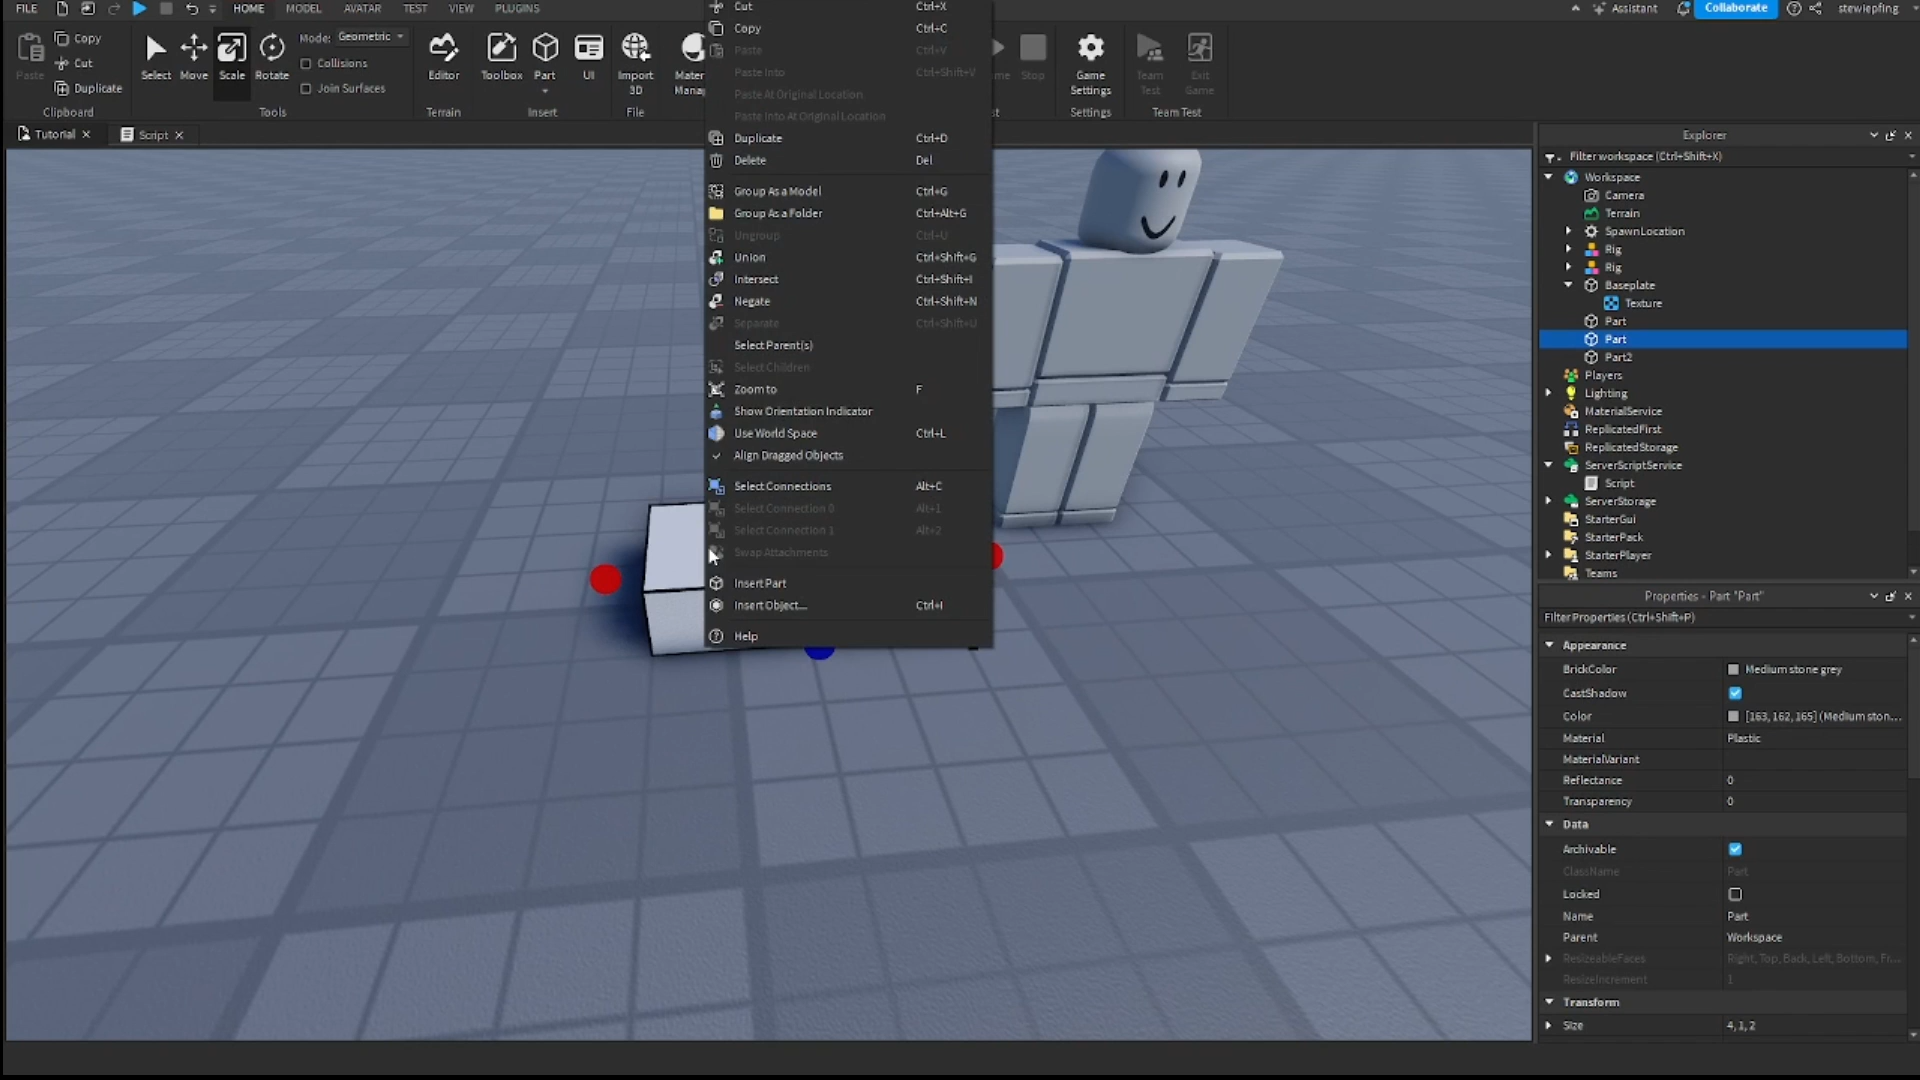 FILE HOME MODEL AVATAR TEST VIEW PLUGINS Assistant Collaborate stewiepfing
Copy
Cut
Duplicate
Paste
Clipboard
Select Move Scale Rotate
Mode: Geometric
Collisions
Join Surfaces
Tools
Editor
Terrain
Toolbox Part UI
Insert
Import
3D
File
Mater
Mana
me Stop
st
Game
Settings
Settings
Team
Test
Exit
Game
Team Test
Tutorial Script
Cut Ctrl+X
Copy Ctrl+C
Paste Ctrl+V
Paste Into Ctrl+Shift+V
Paste At Original Location
Paste Into At Original Location
Duplicate Ctrl+D
Delete Del
Group As a Model Ctrl+G
Group As a Folder Ctrl+Alt+G
Ungroup Ctrl+U
Union Ctrl+Shift+G
Intersect Ctrl+Shift+I
Negate Ctrl+Shift+N
Separate Ctrl+Shift+U
Select Parent(s)
Select Children
Zoom to F
Show Orientation Indicator
Use World Space Ctrl+L
Align Dragged Objects
Select Connections Alt+C
Select Connection 0 Alt+1
Select Connection 1 Alt+2
Swap Attachments
Insert Part
Insert Object... Ctrl+I
Help
Explorer
Filter workspace (Ctrl+Shift+X)
Workspace
Camera
Terrain
SpawnLocation
Rig
Rig
Baseplate
Texture
Part
Part
Part2
Players
Lighting
MaterialService
ReplicatedFirst
ReplicatedStorage
ServerScriptService
Script
ServerStorage
StarterGui
StarterPack
StarterPlayer
Teams
Properties - Part "Part"
Filter Properties (Ctrl+Shift+P)
Appearance
BrickColor Medium stone grey
CastShadow
Color [163, 162, 165] (Medium ston...
Material Plastic
MaterialVariant
Reflectance 0
Transparency 0
Data
Archivable
ClassName Part
Locked
Name Part
Parent Workspace
ResizeableFaces Right, Top, Back, Left, Bottom, Fr...
ResizeIncrement 1
Transform
Size 4, 1, 2